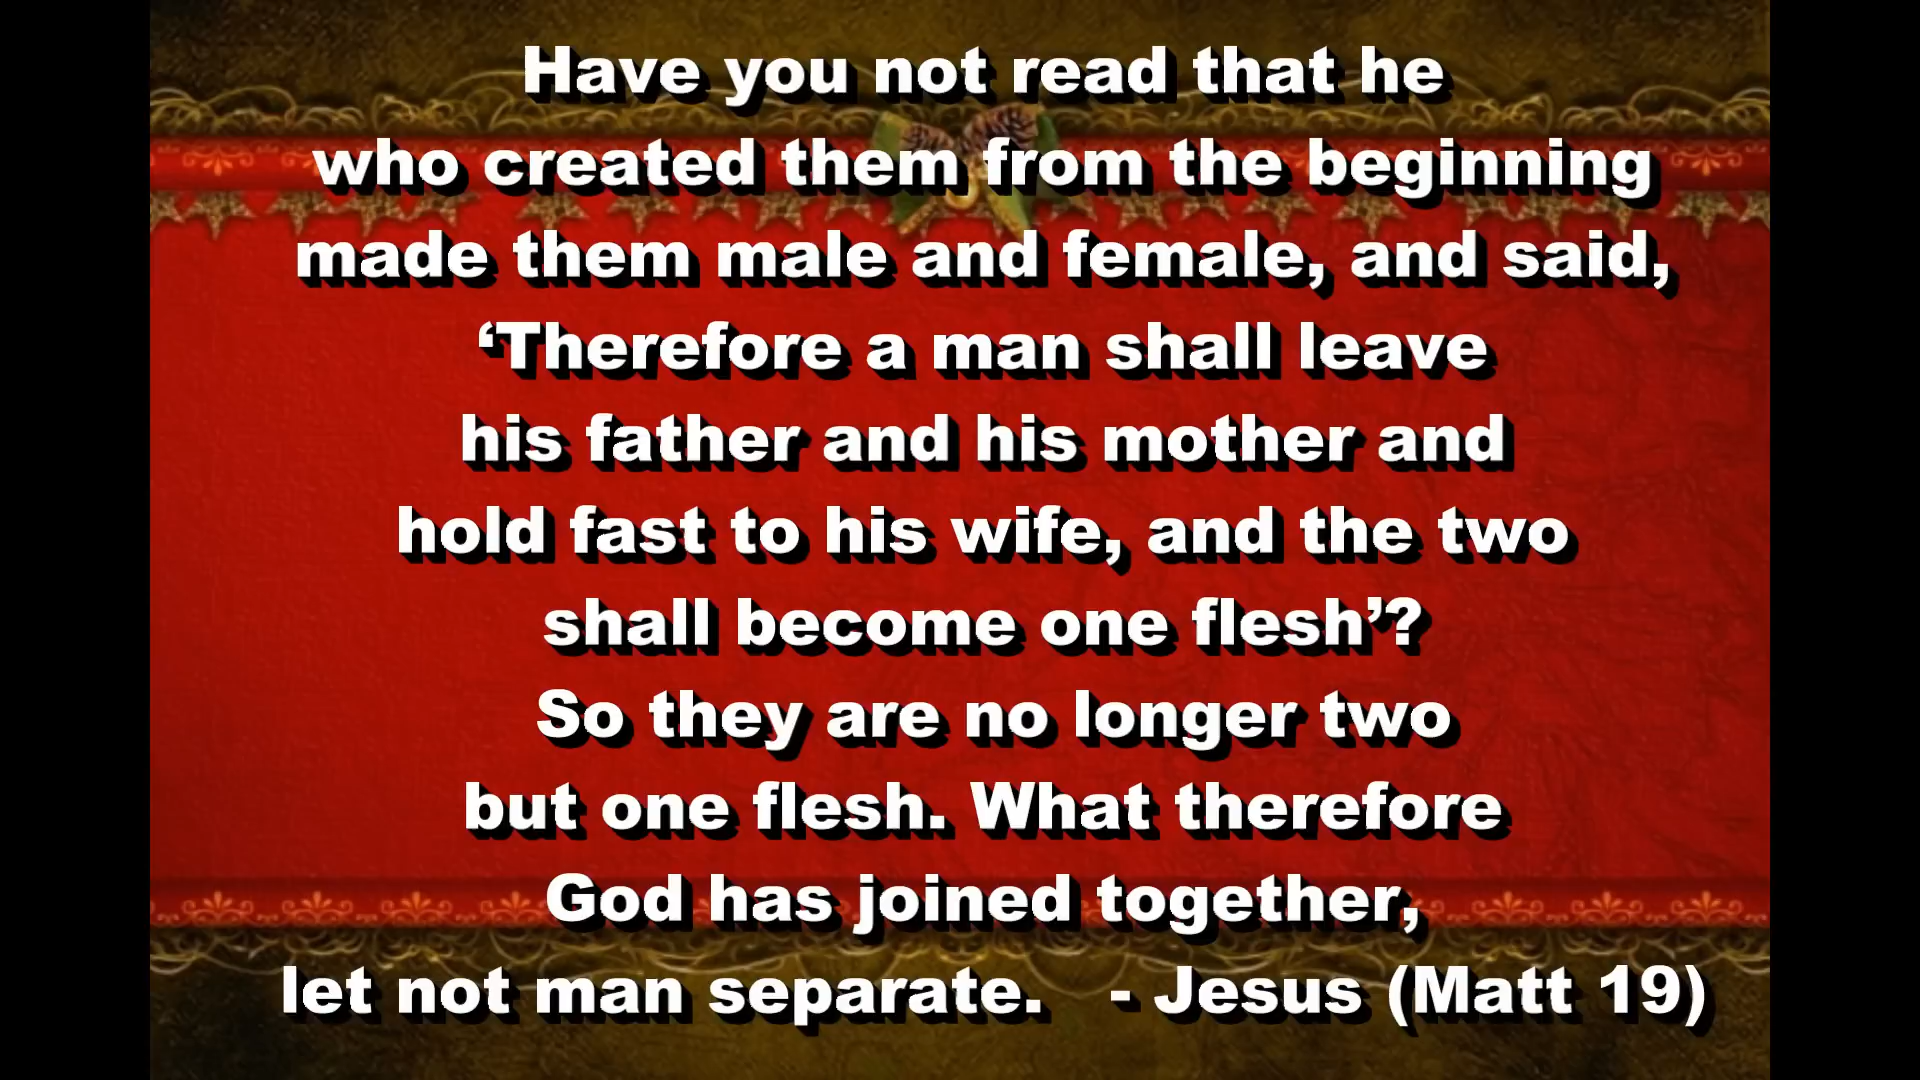 Have you not read that he
who created them from the beginning
made them male and female, and said,
‘Therefore a man shall leave
his father and his mother and
hold fast to his wife, and the two
shall become one flesh’?
So they are no longer two
but one flesh. What therefore
God has joined together,
let not man separate. - Jesus (Matt 19)